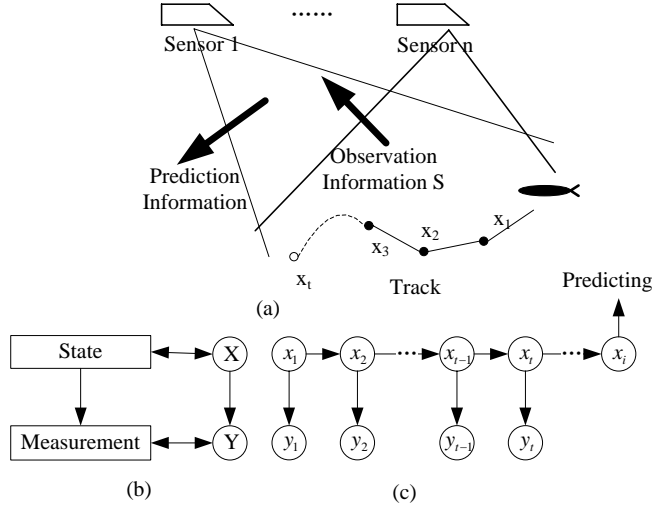 ......
Sensor 1
Sensor n
Prediction
Information
Observation
Information S
x₁
x₂
x₃
xₜ
Track
(a)
Predicting
State
X
x₁
x₂
...
xₜ₋₁
xₜ
...
xᵢ
Measurement
Y
y₁
y₂
yₜ₋₁
yₜ
(b)
(c)